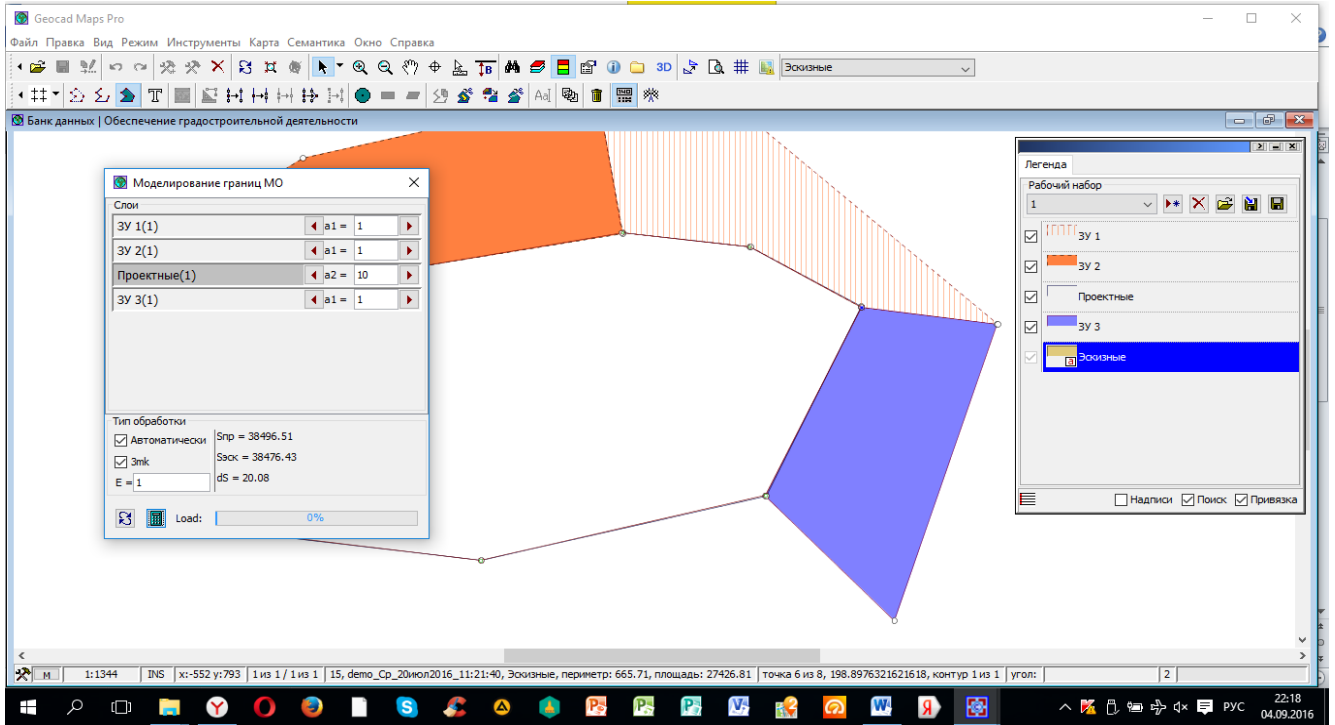 Geocad Maps Pro
Файл Правка Вид Режим Инструменты Карта Семантика Окно Справка
3D
Эскизные
Банк данных | Обеспечение градостроительной деятельности
Моделирование границ МО
Слои
ЗУ 1(1) a1 = 1
ЗУ 2(1) a1 = 1
Проектные(1) a2 = 10
ЗУ 3(1) a1 = 1
Тип обработки
Автоматически
3mk
E = 1
Sпр = 38496.51
Sэск = 38476.43
dS = 20.08
Load: 0%
Легенда
Рабочий набор
1
ЗУ 1
ЗУ 2
Проектные
ЗУ 3
Эскизные
Надписи Поиск Привязка
М 1:1344 INS x:-552 y:793 1 из 1 / 1 из 1 15, demo_Ср_20июл2016_11:21:40, Эскизные, периметр: 665.71, площадь: 27426.81 точка 6 из 8, 198.8976321621618, контур 1 из 1 угол: 2
РУС
22:18
04.09.2016